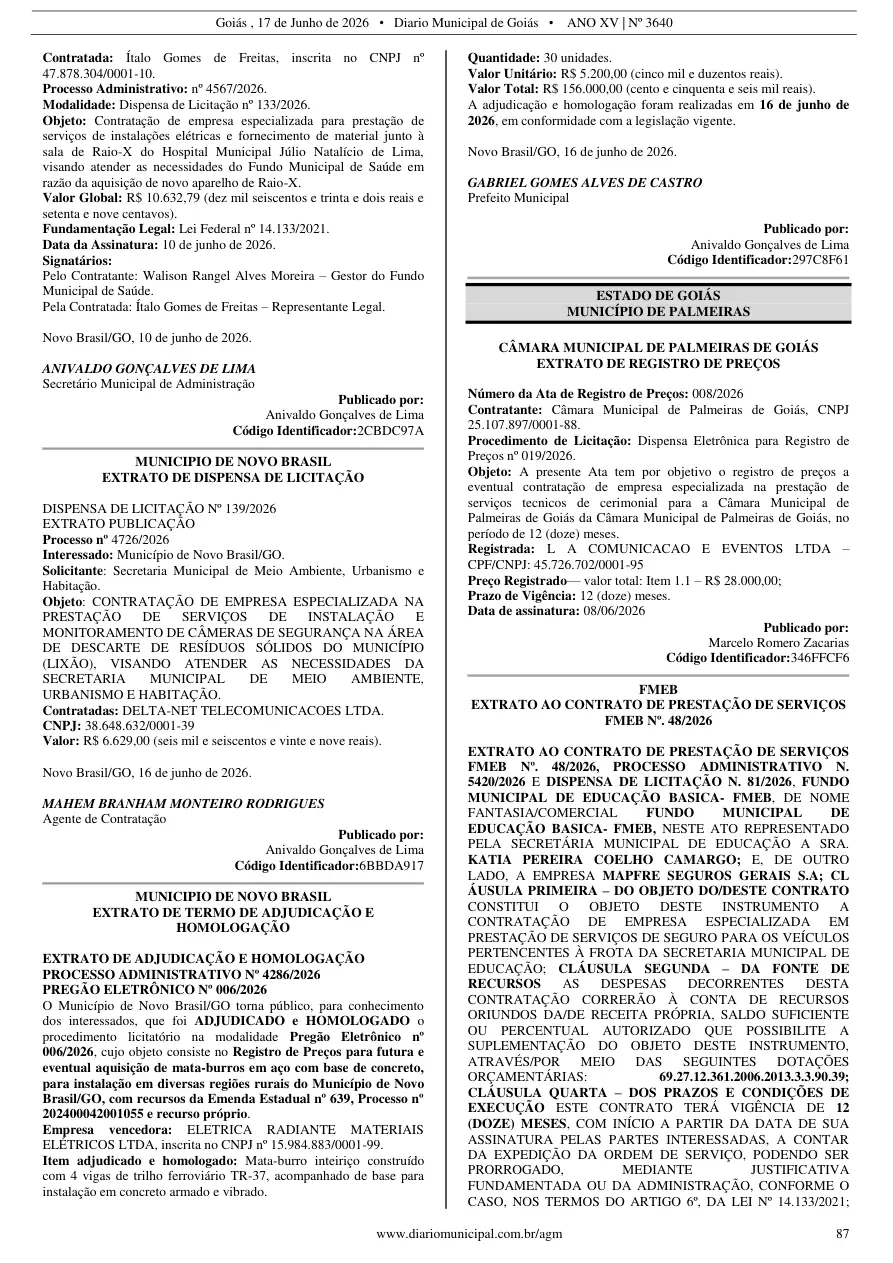 Goiás , 17 de Junho de 2026 • Diario Municipal de Goiás • ANO XV | Nº 3640
Contratada: Ítalo Gomes de Freitas, inscrita no CNPJ nº
47.878.304/0001-10.
Processo Administrativo: nº 4567/2026.
Modalidade: Dispensa de Licitação nº 133/2026.
Objeto: Contratação de empresa especializada para prestação de
serviços de instalações elétricas e fornecimento de material junto à
sala de Raio-X do Hospital Municipal Júlio Natalício de Lima,
visando atender as necessidades do Fundo Municipal de Saúde em
razão da aquisição de novo aparelho de Raio-X.
Valor Global: R$ 10.632,79 (dez mil seiscentos e trinta e dois reais e
setenta e nove centavos).
Fundamentação Legal: Lei Federal nº 14.133/2021.
Data da Assinatura: 10 de junho de 2026.
Signatários:
Pelo Contratante: Walison Rangel Alves Moreira – Gestor do Fundo
Municipal de Saúde.
Pela Contratada: Ítalo Gomes de Freitas – Representante Legal.
Novo Brasil/GO, 10 de junho de 2026.
ANIVALDO GONÇALVES DE LIMA
Secretário Municipal de Administração
Publicado por:
Anivaldo Gonçalves de Lima
Código Identificador:2CBDC97A
MUNICIPIO DE NOVO BRASIL
EXTRATO DE DISPENSA DE LICITAÇÃO
DISPENSA DE LICITAÇÃO Nº 139/2026
EXTRATO PUBLICAÇÃO
Processo nº 4726/2026
Interessado: Município de Novo Brasil/GO.
Solicitante: Secretaria Municipal de Meio Ambiente, Urbanismo e
Habitação.
Objeto: CONTRATAÇÃO DE EMPRESA ESPECIALIZADA NA
PRESTAÇÃO DE SERVIÇOS DE INSTALAÇÃO E
MONITORAMENTO DE CÂMERAS DE SEGURANÇA NA ÁREA
DE DESCARTE DE RESÍDUOS SÓLIDOS DO MUNICÍPIO
(LIXÃO), VISANDO ATENDER AS NECESSIDADES DA
SECRETARIA MUNICIPAL DE MEIO AMBIENTE,
URBANISMO E HABITAÇÃO.
Contratadas: DELTA-NET TELECOMUNICACOES LTDA.
CNPJ: 38.648.632/0001-39
Valor: R$ 6.629,00 (seis mil e seiscentos e vinte e nove reais).
Novo Brasil/GO, 16 de junho de 2026.
MAHEM BRANHAM MONTEIRO RODRIGUES
Agente de Contratação
Publicado por:
Anivaldo Gonçalves de Lima
Código Identificador:6BBDA917
MUNICIPIO DE NOVO BRASIL
EXTRATO DE TERMO DE ADJUDICAÇÃO E
HOMOLOGAÇÃO
EXTRATO DE ADJUDICAÇÃO E HOMOLOGAÇÃO
PROCESSO ADMINISTRATIVO Nº 4286/2026
PREGÃO ELETRÔNICO Nº 006/2026
O Município de Novo Brasil/GO torna público, para conhecimento
dos interessados, que foi ADJUDICADO e HOMOLOGADO o
procedimento licitatório na modalidade Pregão Eletrônico nº
006/2026, cujo objeto consiste no Registro de Preços para futura e
eventual aquisição de mata-burros em aço com base de concreto,
para instalação em diversas regiões rurais do Município de Novo
Brasil/GO, com recursos da Emenda Estadual nº 639, Processo nº
202400042001055 e recurso próprio.
Empresa vencedora: ELETRICA RADIANTE MATERIAIS
ELÉTRICOS LTDA, inscrita no CNPJ nº 15.984.883/0001-99.
Item adjudicado e homologado: Mata-burro inteiriço construído
com 4 vigas de trilho ferroviário TR-37, acompanhado de base para
instalação em concreto armado e vibrado.
Quantidade: 30 unidades.
Valor Unitário: R$ 5.200,00 (cinco mil e duzentos reais).
Valor Total: R$ 156.000,00 (cento e cinquenta e seis mil reais).
A adjudicação e homologação foram realizadas em 16 de junho de
2026, em conformidade com a legislação vigente.
Novo Brasil/GO, 16 de junho de 2026.
GABRIEL GOMES ALVES DE CASTRO
Prefeito Municipal
Publicado por:
Anivaldo Gonçalves de Lima
Código Identificador:297C8F61
ESTADO DE GOIÁS
MUNICÍPIO DE PALMEIRAS
CÂMARA MUNICIPAL DE PALMEIRAS DE GOIÁS
EXTRATO DE REGISTRO DE PREÇOS
Número da Ata de Registro de Preços: 008/2026
Contratante: Câmara Municipal de Palmeiras de Goiás, CNPJ
25.107.897/0001-88.
Procedimento de Licitação: Dispensa Eletrônica para Registro de
Preços nº 019/2026.
Objeto: A presente Ata tem por objetivo o registro de preços a
eventual contratação de empresa especializada na prestação de
serviços tecnicos de cerimonial para a Câmara Municipal de
Palmeiras de Goiás da Câmara Municipal de Palmeiras de Goiás, no
período de 12 (doze) meses.
Registrada: L A COMUNICACAO E EVENTOS LTDA –
CPF/CNPJ: 45.726.702/0001-95
Preço Registrado— valor total: Item 1.1 – R$ 28.000,00;
Prazo de Vigência: 12 (doze) meses.
Data de assinatura: 08/06/2026
Publicado por:
Marcelo Romero Zacarias
Código Identificador:346FFCF6
FMEB
EXTRATO AO CONTRATO DE PRESTAÇÃO DE SERVIÇOS
FMEB Nº. 48/2026
EXTRATO AO CONTRATO DE PRESTAÇÃO DE SERVIÇOS
FMEB Nº. 48/2026, PROCESSO ADMINISTRATIVO N.
5420/2026 E DISPENSA DE LICITAÇÃO N. 81/2026, FUNDO
MUNICIPAL DE EDUCAÇÃO BASICA- FMEB, DE NOME
FANTASIA/COMERCIAL FUNDO MUNICIPAL DE
EDUCAÇÃO BASICA- FMEB, NESTE ATO REPRESENTADO
PELA SECRETÁRIA MUNICIPAL DE EDUCAÇÃO A SRA.
KATIA PEREIRA COELHO CAMARGO; E, DE OUTRO
LADO, A EMPRESA MAPFRE SEGUROS GERAIS S.A; CL
ÁUSULA PRIMEIRA – DO OBJETO DO/DESTE CONTRATO
CONSTITUI O OBJETO DESTE INSTRUMENTO A
CONTRATAÇÃO DE EMPRESA ESPECIALIZADA EM
PRESTAÇÃO DE SERVIÇOS DE SEGURO PARA OS VEÍCULOS
PERTENCENTES À FROTA DA SECRETARIA MUNICIPAL DE
EDUCAÇÃO; CLÁUSULA SEGUNDA – DA FONTE DE
RECURSOS AS DESPESAS DECORRENTES DESTA
CONTRATAÇÃO CORRERÃO À CONTA DE RECURSOS
ORIUNDOS DA/DE RECEITA PRÓPRIA, SALDO SUFICIENTE
OU PERCENTUAL AUTORIZADO QUE POSSIBILITE A
SUPLEMENTAÇÃO DO OBJETO DESTE INSTRUMENTO,
ATRAVÉS/POR MEIO DAS SEGUINTES DOTAÇÕES
ORÇAMENTÁRIAS: 69.27.12.361.2006.2013.3.3.90.39;
CLÁUSULA QUARTA – DOS PRAZOS E CONDIÇÕES DE
EXECUÇÃO ESTE CONTRATO TERÁ VIGÊNCIA DE 12
(DOZE) MESES, COM INÍCIO A PARTIR DA DATA DE SUA
ASSINATURA PELAS PARTES INTERESSADAS, A CONTAR
DA EXPEDIÇÃO DA ORDEM DE SERVIÇO, PODENDO SER
PRORROGADO, MEDIANTE JUSTIFICATIVA
FUNDAMENTADA OU DA ADMINISTRAÇÃO, CONFORME O
CASO, NOS TERMOS DO ARTIGO 6º, DA LEI Nº 14.133/2021;
www.diariomunicipal.com.br/agm 87